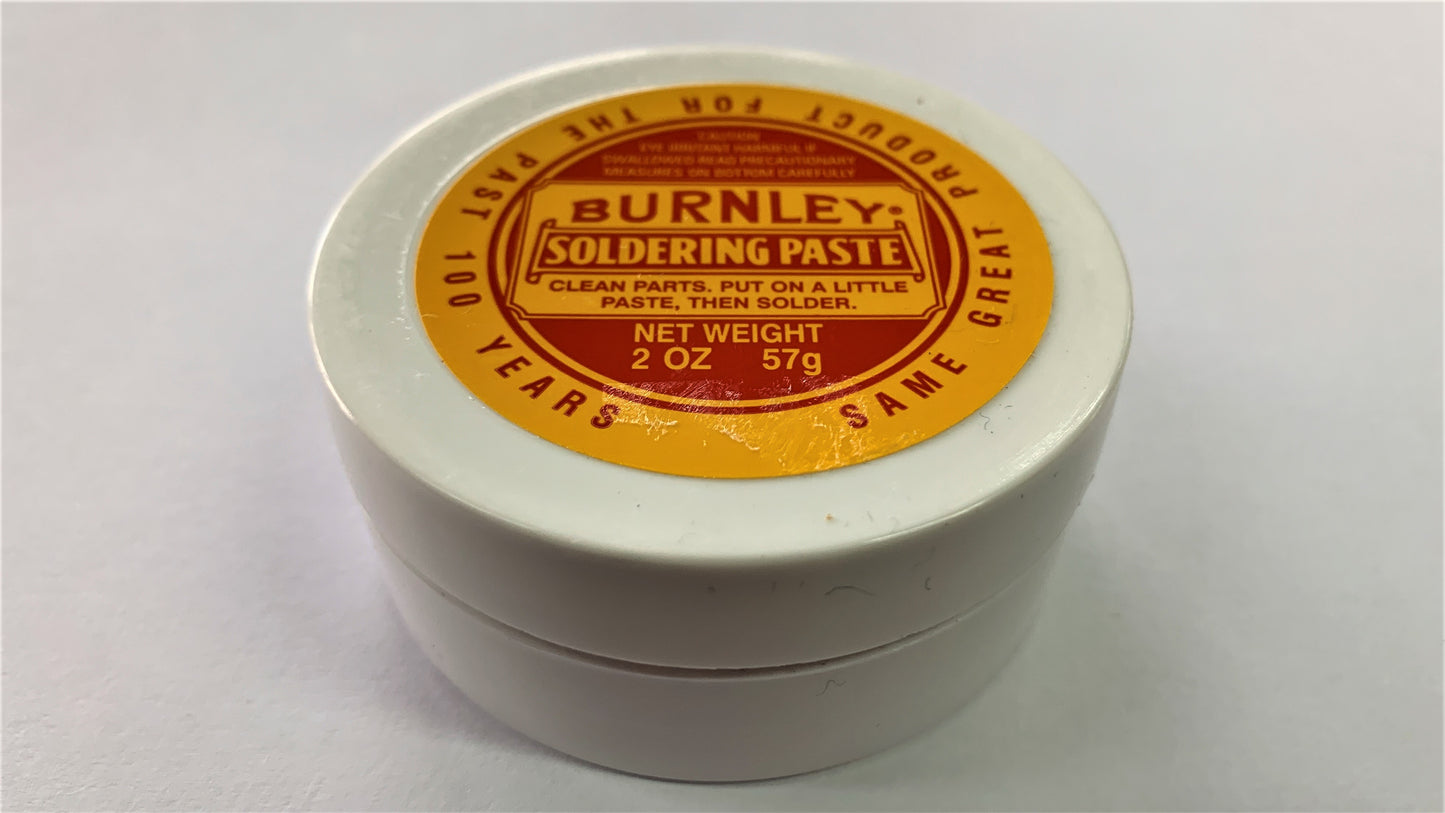 CAUTION
EYE IRRITANT HARMFUL IF
SWALLOWED READ PRECAUTIONARY
MEASURES ON BOTTOM CAREFULLY
BURNLEY®
SOLDERING PASTE
CLEAN PARTS. PUT ON A LITTLE
PASTE, THEN SOLDER.
NET WEIGHT
2 OZ 57g
SAME GREAT PRODUCT FOR THE PAST 100 YEARS